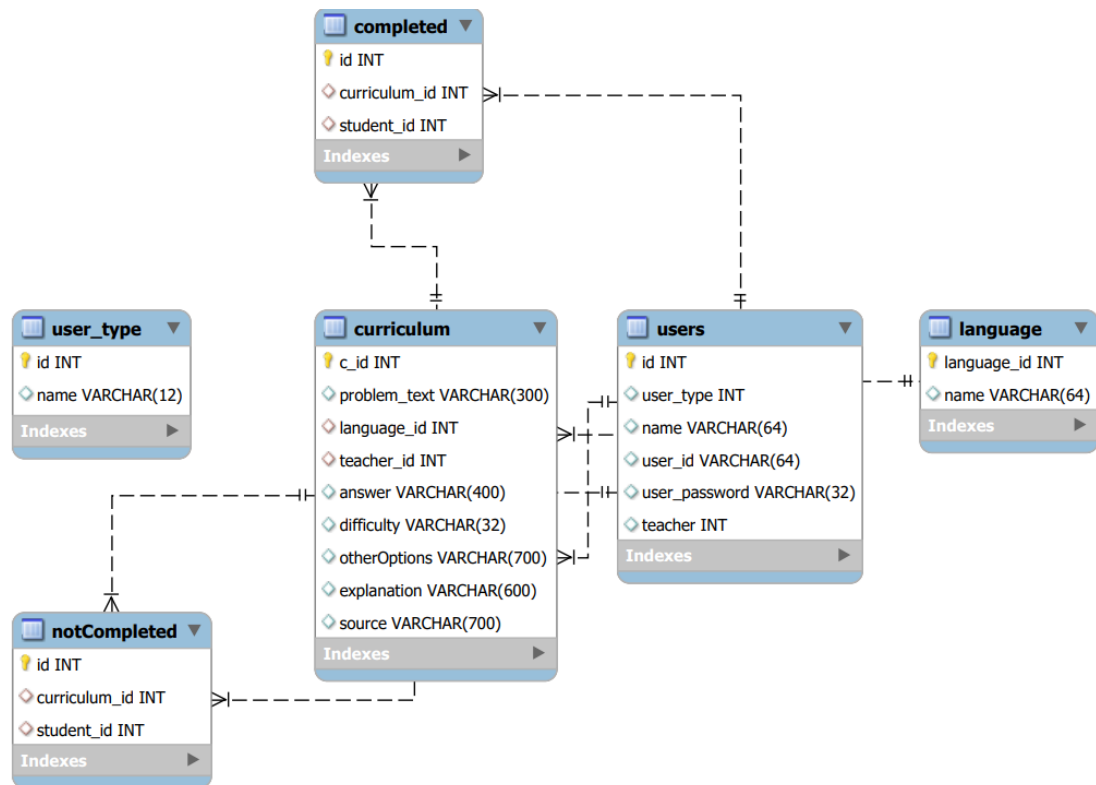 completed
id INT
curriculum_id INT
student_id INT
Indexes
user_type
id INT
name VARCHAR(12)
Indexes
curriculum
c_id INT
problem_text VARCHAR(300)
language_id INT
teacher_id INT
answer VARCHAR(400)
difficulty VARCHAR(32)
otherOptions VARCHAR(700)
explanation VARCHAR(600)
source VARCHAR(700)
Indexes
users
id INT
user_type INT
name VARCHAR(64)
user_id VARCHAR(64)
user_password VARCHAR(32)
teacher INT
Indexes
language
language_id INT
name VARCHAR(64)
Indexes
notCompleted
id INT
curriculum_id INT
student_id INT
Indexes